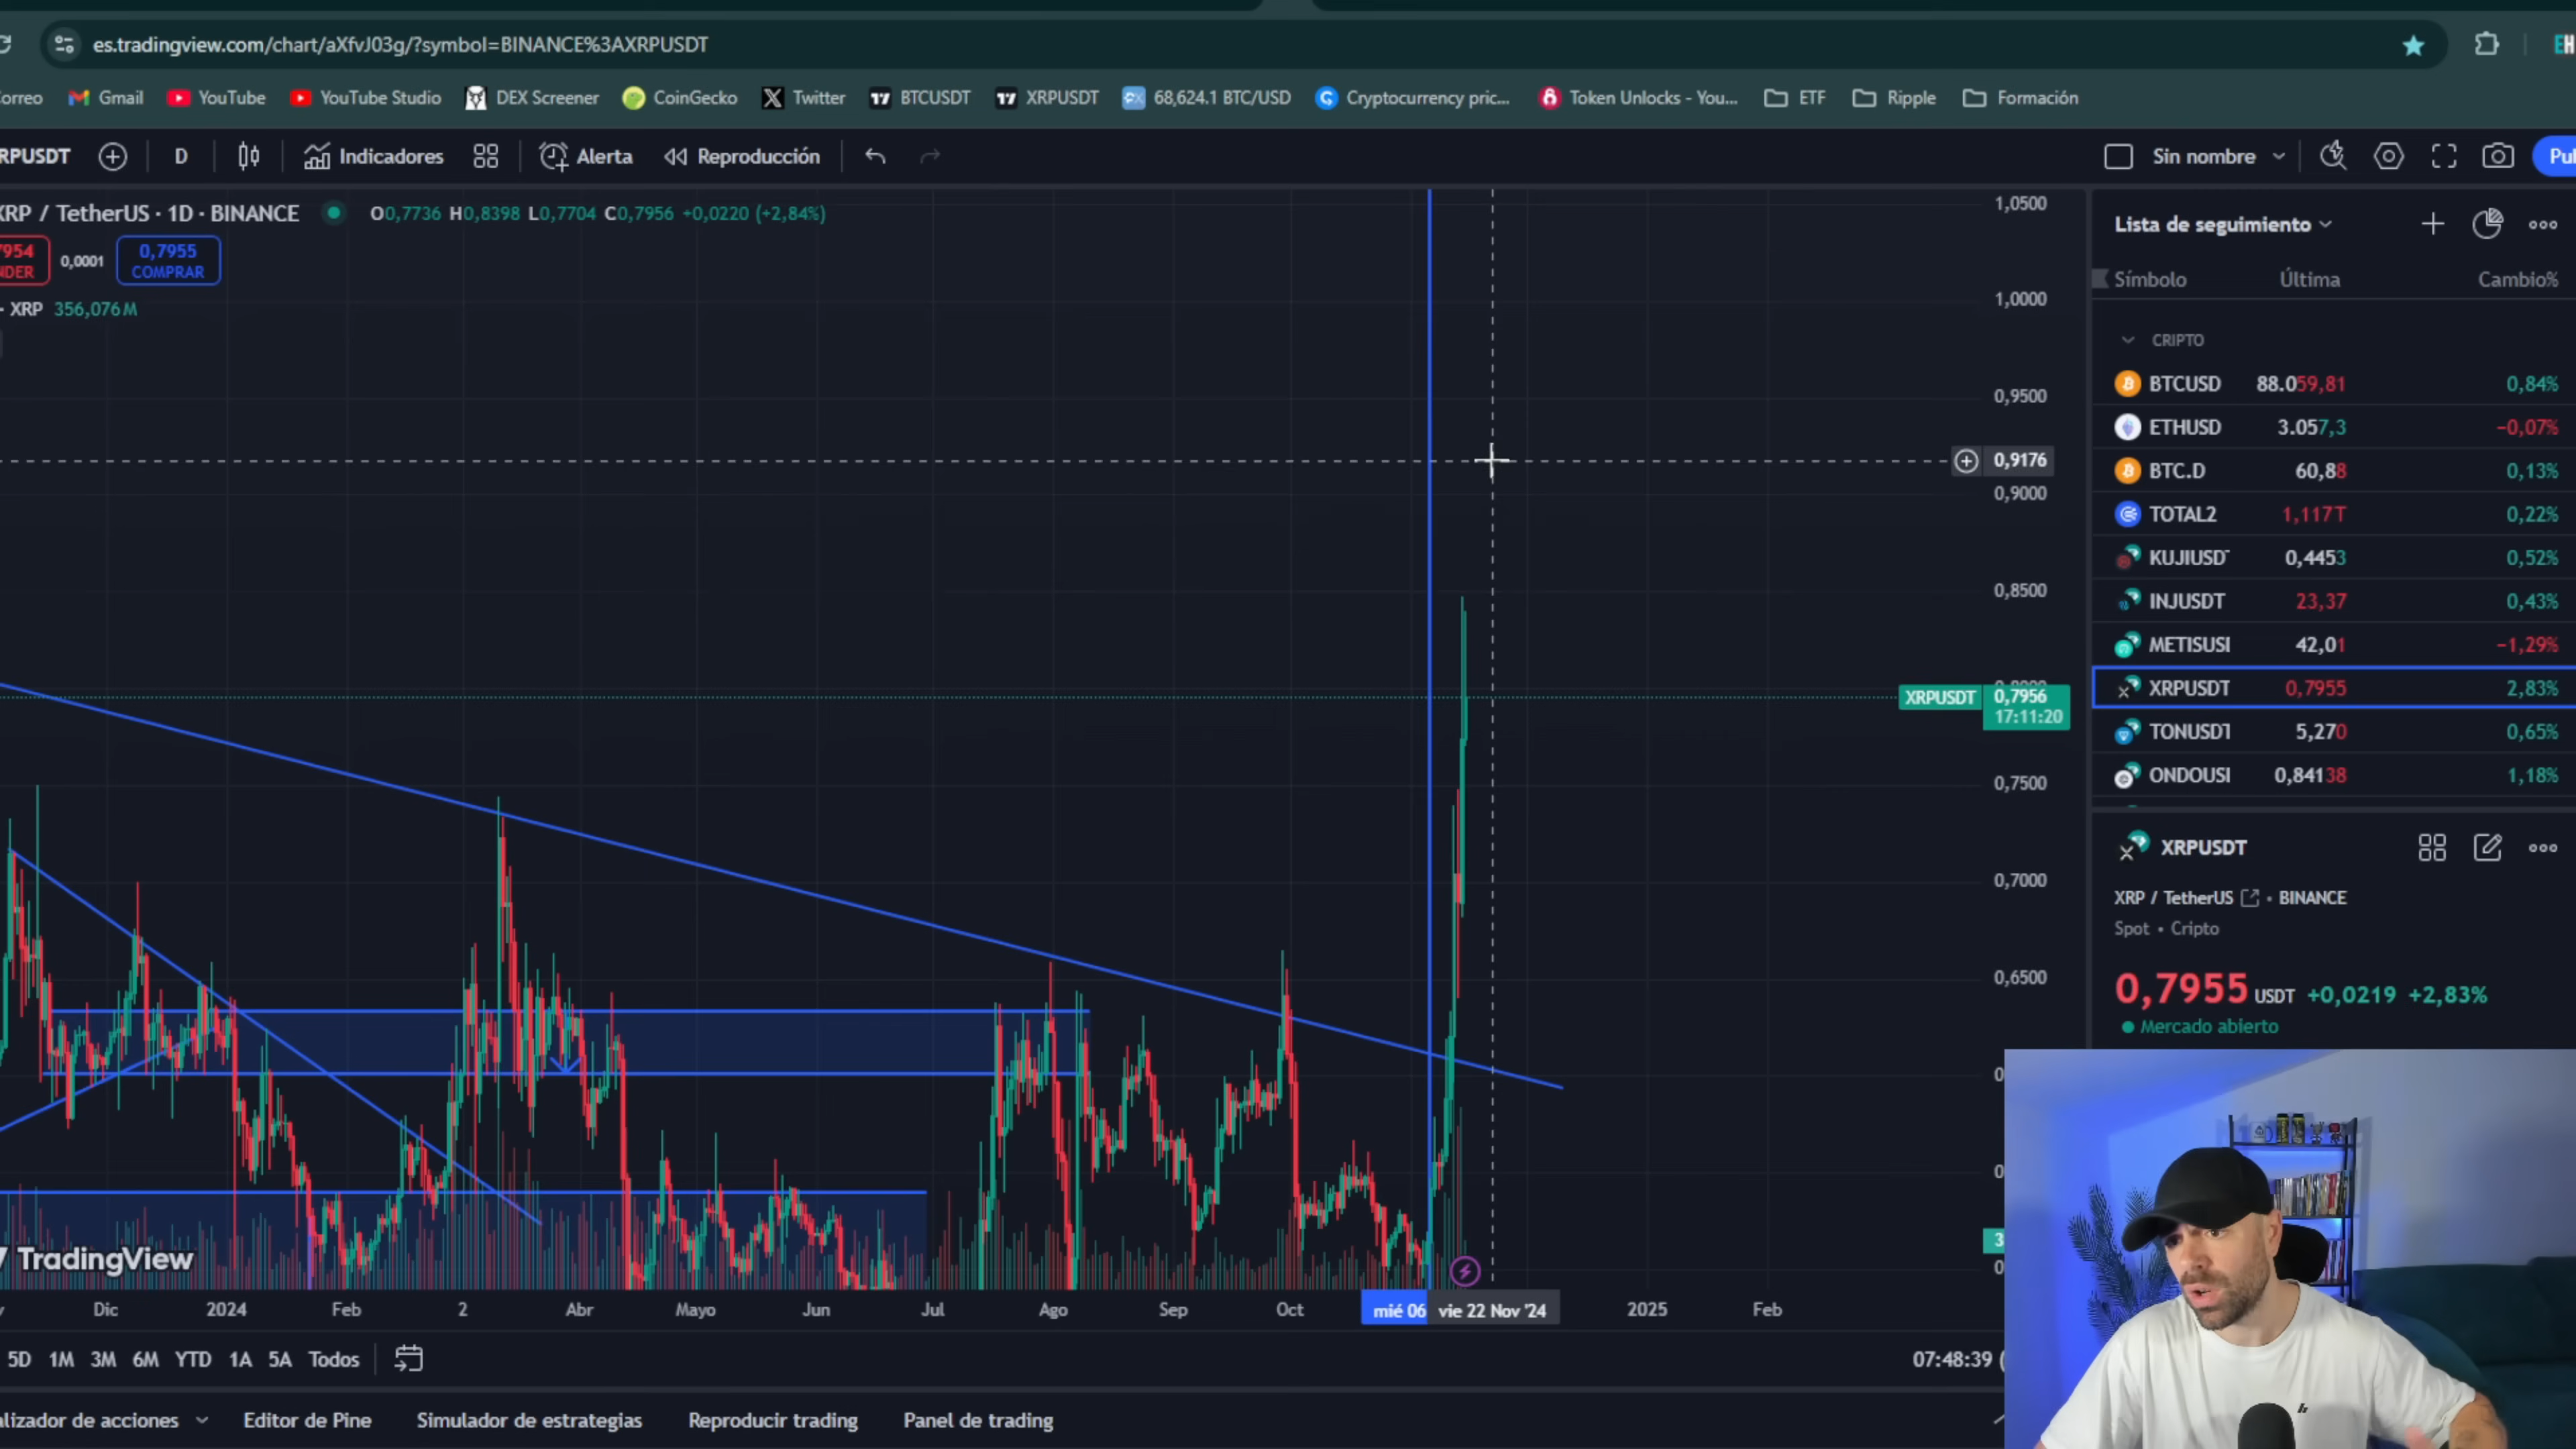 es.tradingview.com/chart/aXfvJ03g/?symbol=BINANCE%3AXRPUSDT
orreo Gmail YouTube YouTube Studio DEX Screener CoinGecko Twitter BTCUSDT XRPUSDT 68,624.1 BTC/USD Cryptocurrency pric... Token Unlocks - You... ETF Ripple Formación
RPUSDT D Indicadores Alerta Reproducción Sin nombre Pul
XRP / TetherUS · 1D · BINANCE O0,7736 H0,8398 L0,7704 C0,7956 +0,0220 (+2,84%)
7954 0,0001 0,7955
NDER COMPRAR
· XRP 356,076M
1,0500
1,0000
0,9500
0,9176
0,9000
0,8500
XRPUSDT 0,7956
17:11:20
0,7500
0,7000
0,6500
TradingView
Dic 2024 Feb 2 Abr Mayo Jun Jul Ago Sep Oct mié 06 vie 22 Nov '24 2025 Feb
5D 1M 3M 6M YTD 1A 5A Todos 07:48:39 (
alizador de acciones Editor de Pine Simulador de estrategias Reproducir trading Panel de trading
Lista de seguimiento
Símbolo Última Cambio%
CRIPTO
BTCUSD 88.059,81 0,84%
ETHUSD 3.057,3 −0,07%
BTC.D 60,88 0,13%
TOTAL2 1,117T 0,22%
KUJIUSD 0,4453 0,52%
INJUSDT 23,37 0,43%
METISUSI 42,01 −1,29%
XRPUSDT 0,7955 2,83%
TONUSDT 5,270 0,65%
ONDOUSI 0,84138 1,18%
XRPUSDT
XRP / TetherUS · BINANCE
Spot • Cripto
0,7955 USDT +0,0219 +2,83%
Mercado abierto